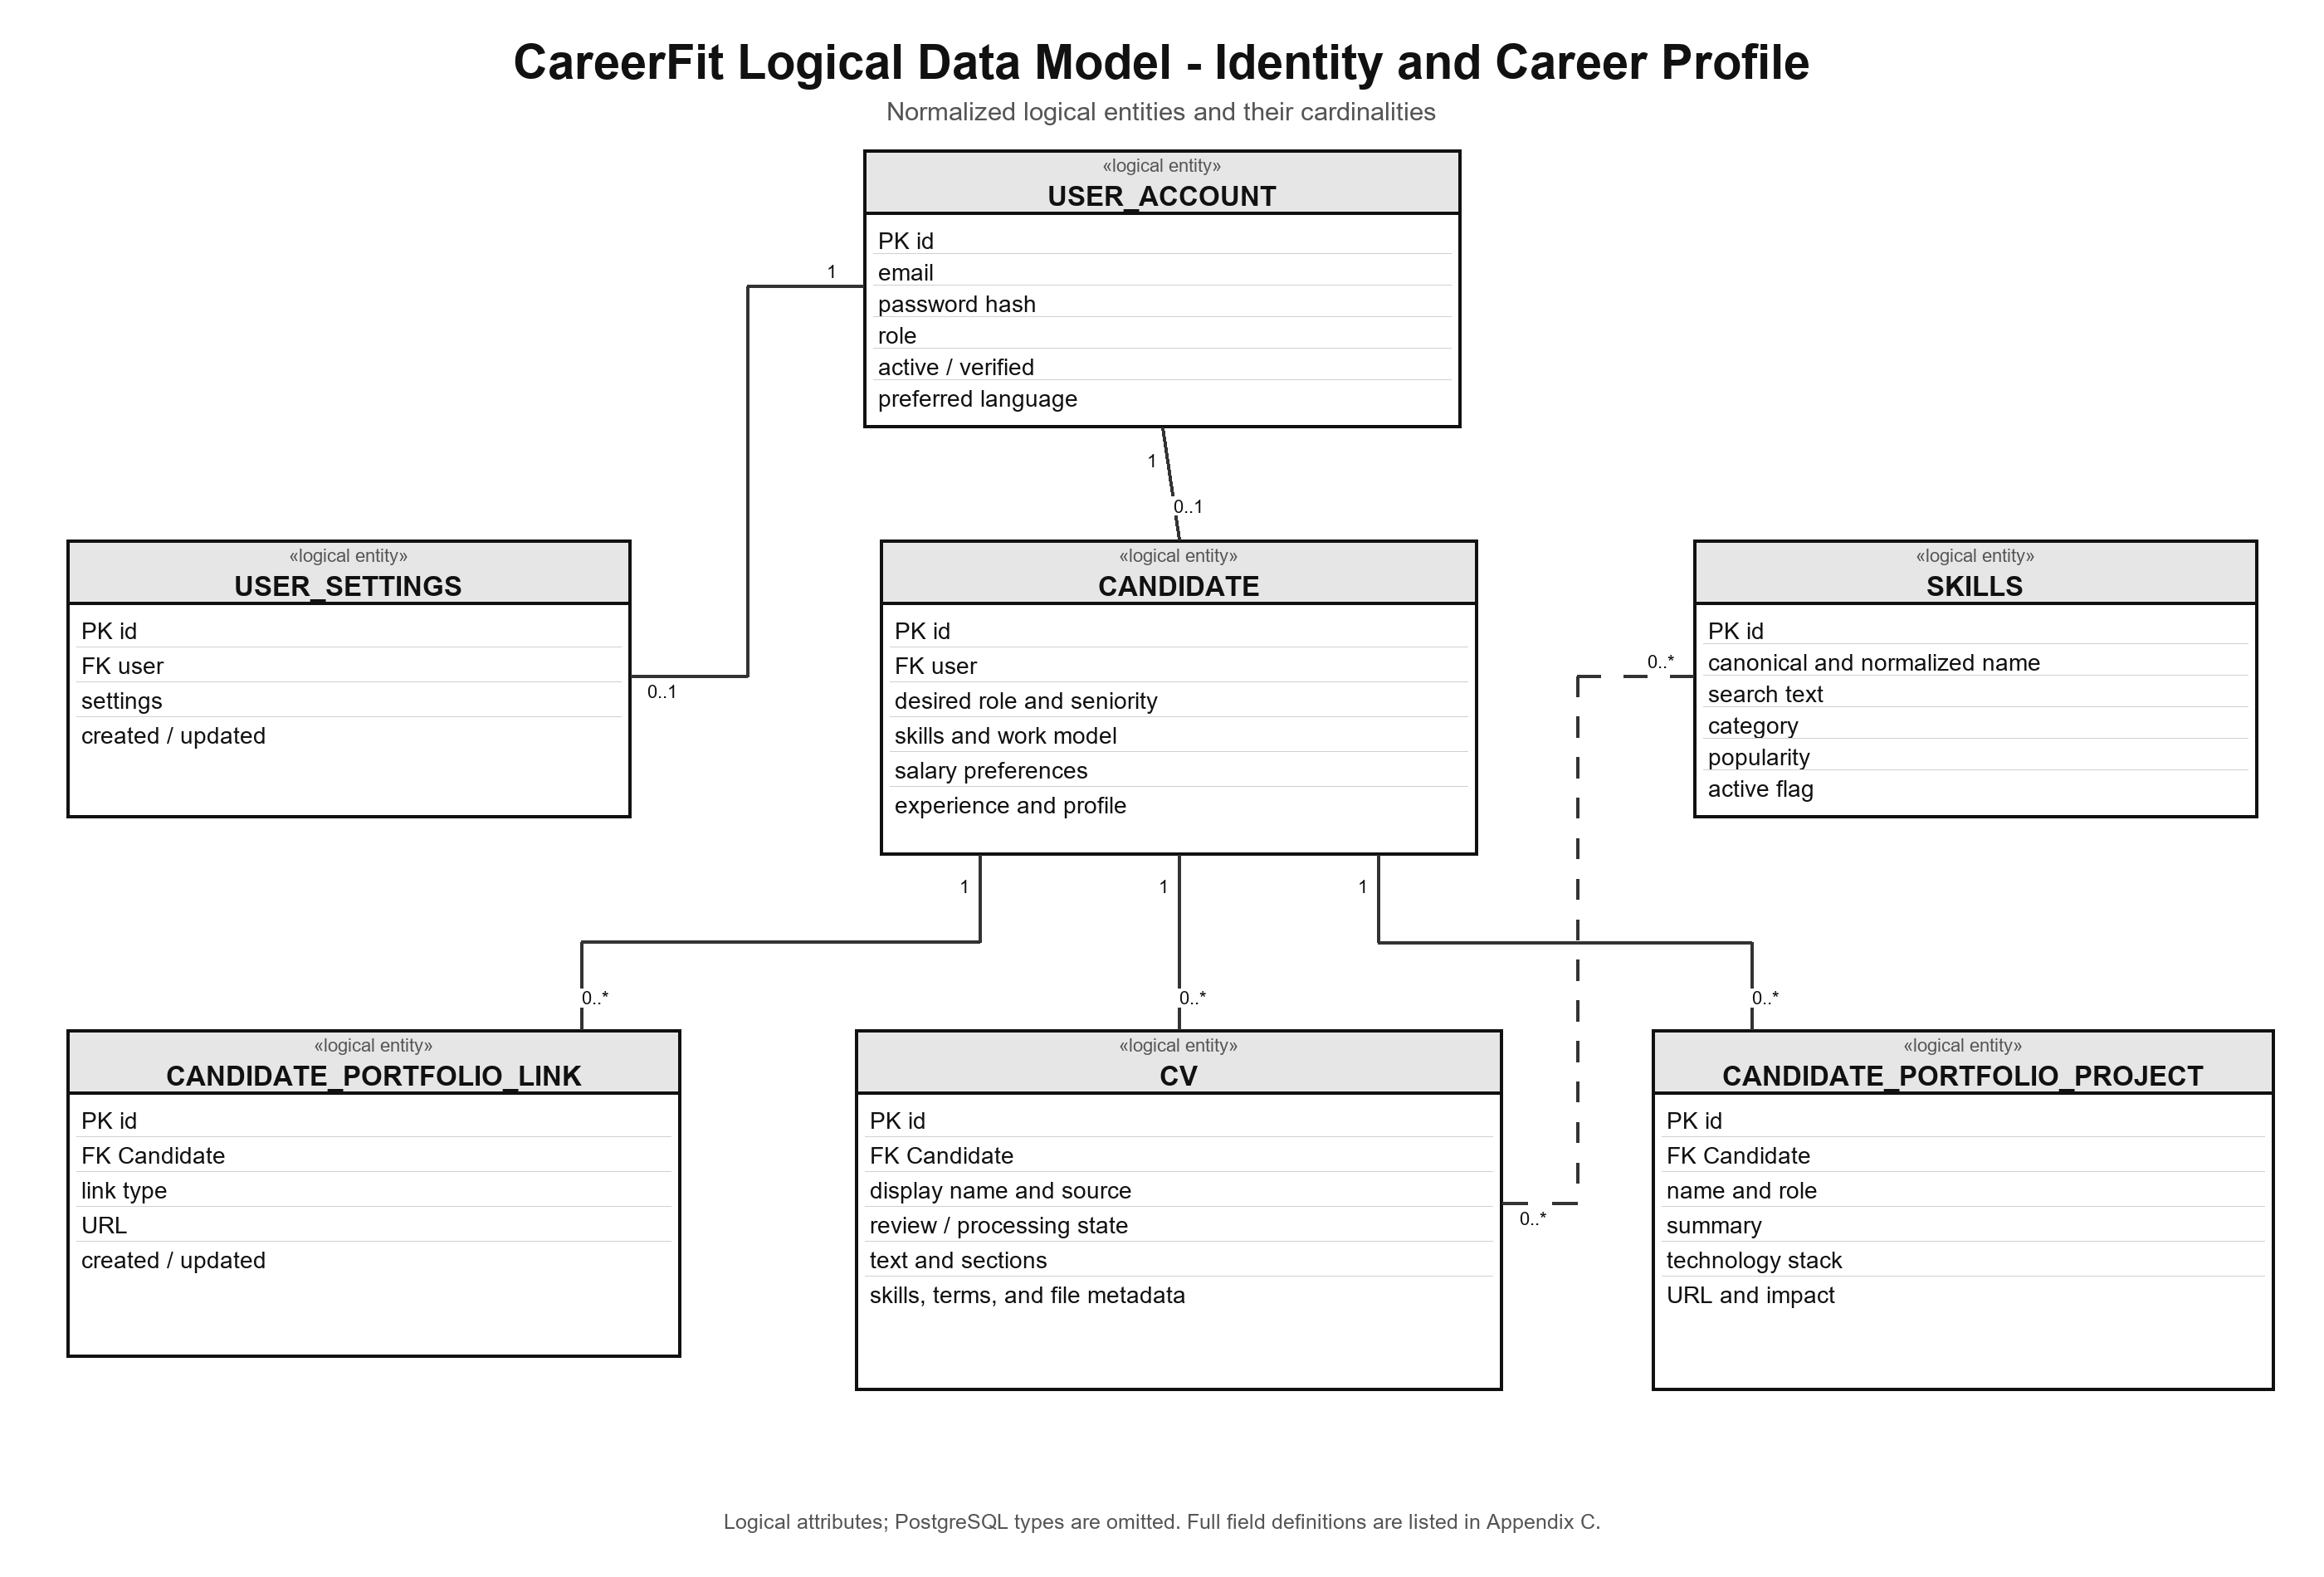 CareerFit Logical Data Model - Identity and Career Profile
Normalized logical entities and their cardinalities
«logical entity»
USER_ACCOUNT
PK id
email
password hash
role
active / verified
preferred language
1
1
0..1
«logical entity»
USER_SETTINGS
PK id
FK user
settings
created / updated
0..1
«logical entity»
CANDIDATE
PK id
FK user
desired role and seniority
skills and work model
salary preferences
experience and profile
«logical entity»
SKILLS
PK id
canonical and normalized name
search text
category
popularity
active flag
0..*
1
1
1
0..*
0..*
0..*
«logical entity»
CANDIDATE_PORTFOLIO_LINK
PK id
FK Candidate
link type
URL
created / updated
«logical entity»
CV
PK id
FK Candidate
display name and source
review / processing state
text and sections
skills, terms, and file metadata
0..*
«logical entity»
CANDIDATE_PORTFOLIO_PROJECT
PK id
FK Candidate
name and role
summary
technology stack
URL and impact
Logical attributes; PostgreSQL types are omitted. Full field definitions are listed in Appendix C.